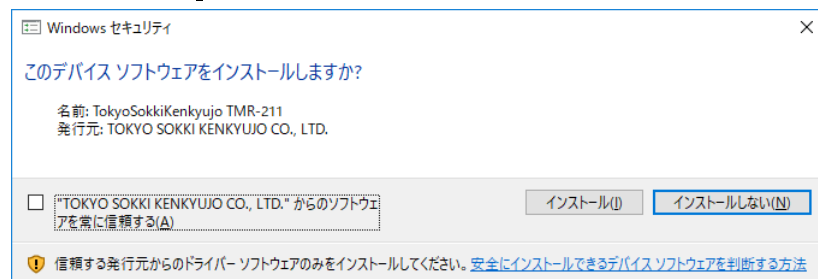 Windows セキュリティ
このデバイス ソフトウェアをインストールしますか?
名前: TokyoSokkiKenkyujo TMR-211
発行元: TOKYO SOKKI KENKYUJO CO., LTD.
"TOKYO SOKKI KENKYUJO CO., LTD." からのソフトウェ
アを常に信頼する(A)
インストール(I) インストールしない(N)
信頼する発行元からのドライバー ソフトウェアのみをインストールしてください。安全にインストールできるデバイス ソフトウェアを判断する方法